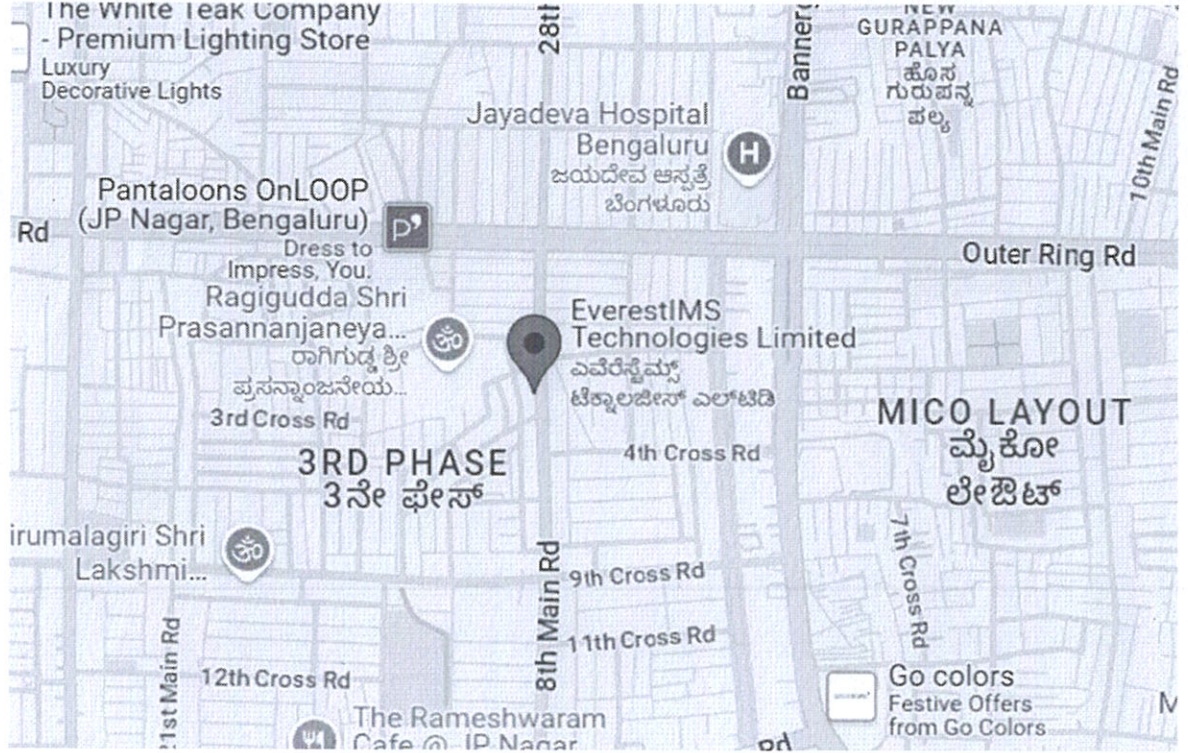 The White Teak Company
- Premium Lighting Store
Luxury
Decorative Lights
28th
Bannerg
NEW
GURAPPANA
PALYA
ಹೊಸ
ಗುರುಪನ್ನ
ಪಲ್ಯ
10th Main Rd
Jayadeva Hospital
Bengaluru
ಜಯದೇವ ಆಸ್ಪತ್ರೆ
ಬೆಂಗಳೂರು
H
Pantaloons OnLOOP
(JP Nagar, Bengaluru)
Dress to
Impress, You.
Rd
Outer Ring Rd
Ragigudda Shri
Prasannanjaneya...
ರಾಗಿಗುಡ್ಡ ಶ್ರೀ
ಪ್ರಸನ್ನಾಂಜನೇಯ...
EverestIMS
Technologies Limited
ಎವೆರೆಸ್ಟೈಮ್ಸ್
ಟೆಕ್ನಾಲಜೀಸ್ ಎಲ್‌ಟಿಡಿ
3rd Cross Rd
3RD PHASE
3ನೇ ಫೇಸ್
4th Cross Rd
MICO LAYOUT
ಮೈಕೋ
ಲೇಔಟ್
irumalagiri Shri
Lakshmi...
8th Main Rd
9th Cross Rd
7th Cross Rd
11th Cross Rd
21st Main Rd
12th Cross Rd
Go colors
Festive Offers
from Go Colors
The Rameshwaram
Cafe @ JP Nagar
Rd
M